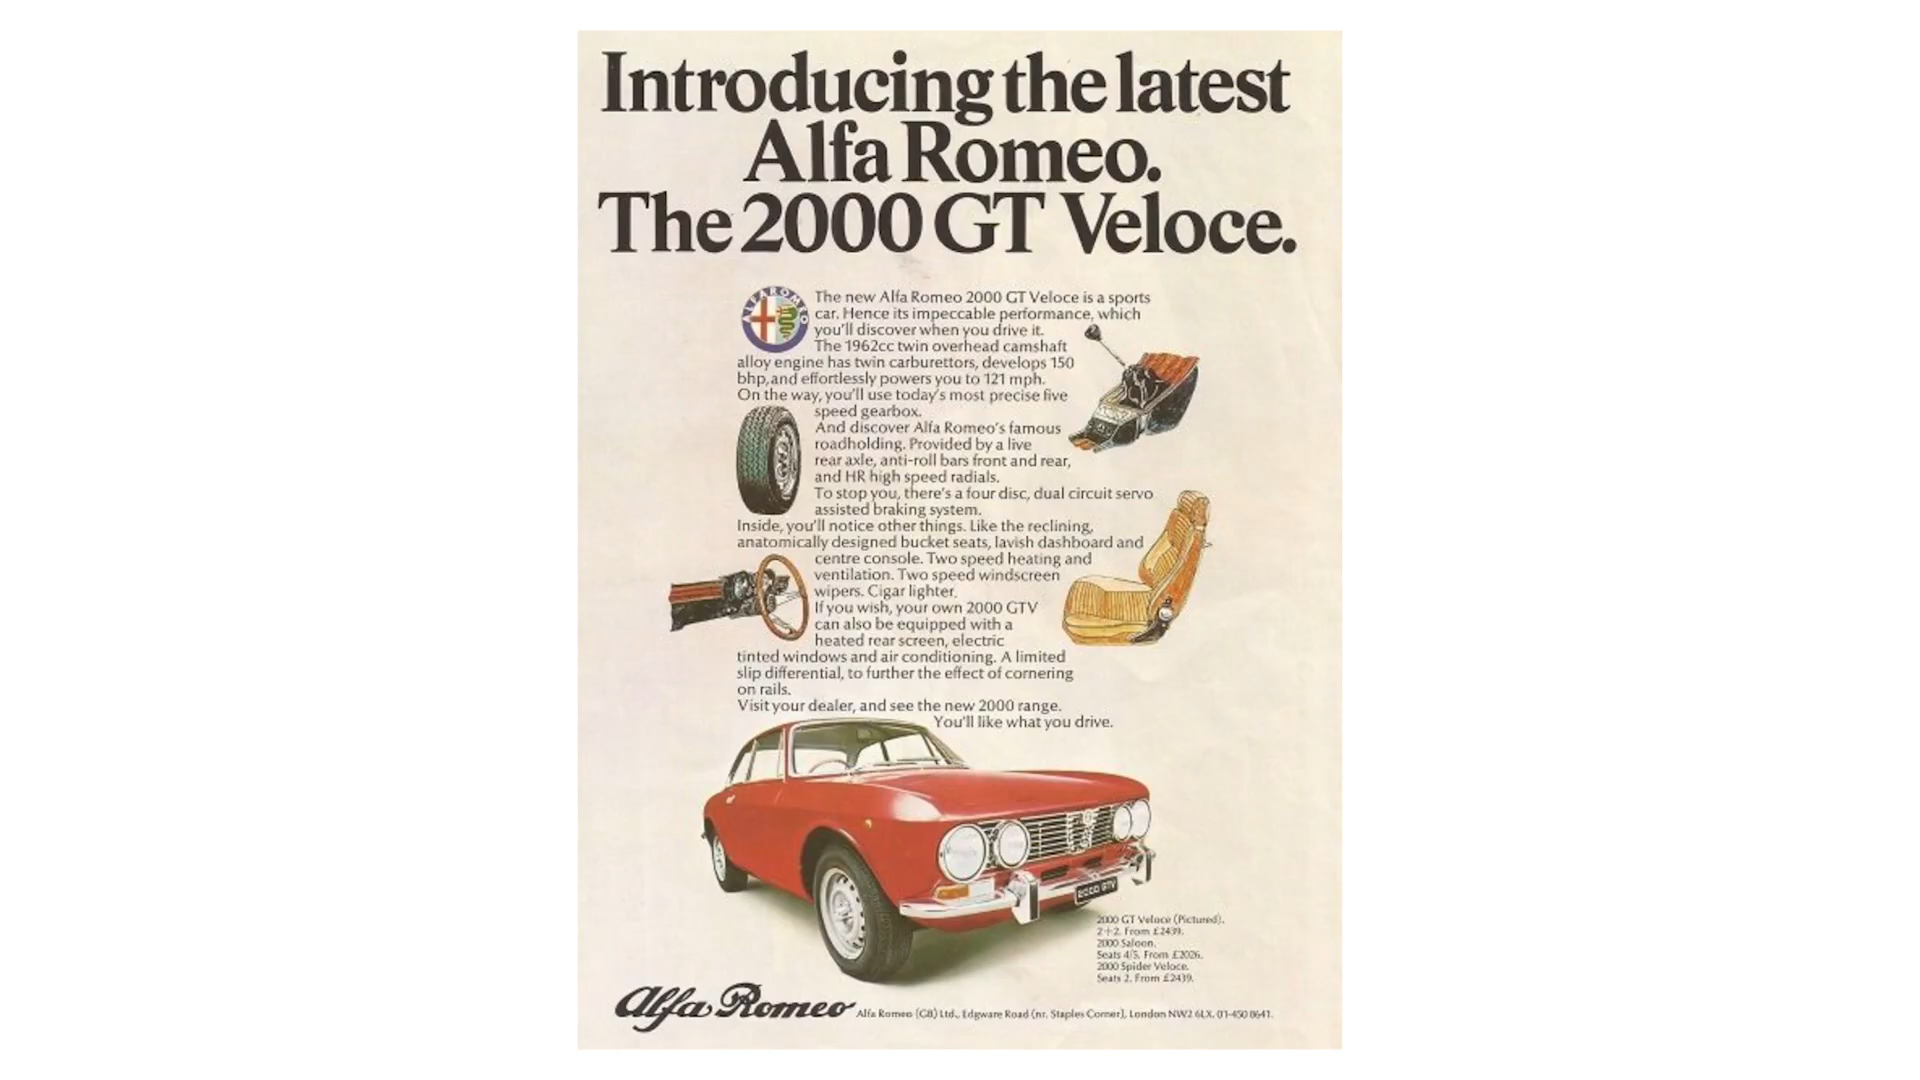 Introducing the latest
Alfa Romeo.
The 2000 GT Veloce.
ALFA ROMEO
The new Alfa Romeo 2000 GT Veloce is a sports
car. Hence its impeccable performance, which
you'll discover when you drive it.
The 1962cc twin overhead camshaft
alloy engine has twin carburettors, develops 150
bhp, and effortlessly powers you to 121 mph.
On the way, you'll use today's most precise five
speed gearbox.
And discover Alfa Romeo's famous
roadholding. Provided by a live
rear axle, anti-roll bars front and rear,
and HR high speed radials.
To stop you, there's a four disc, dual circuit servo
assisted braking system.
Inside, you'll notice other things. Like the reclining,
anatomically designed bucket seats, lavish dashboard and
centre console. Two speed heating and
ventilation. Two speed windscreen
wipers. Cigar lighter.
If you wish, your own 2000 GTV
can also be equipped with a
heated rear screen, electric
tinted windows and air conditioning. A limited
slip differential, to further the effect of cornering
on rails.
Visit your dealer, and see the new 2000 range.
You'll like what you drive.
2000 GTV
2000 GT Veloce (Pictured).
2+2. From £2439.
2000 Saloon.
Seats 4/5. From £2026.
2000 Spider Veloce.
Seats 2. From £2439.
Alfa Romeo
Alfa Romeo (GB) Ltd., Edgware Road (nr. Staples Corner), London NW2 6LX. 01-450 8641.